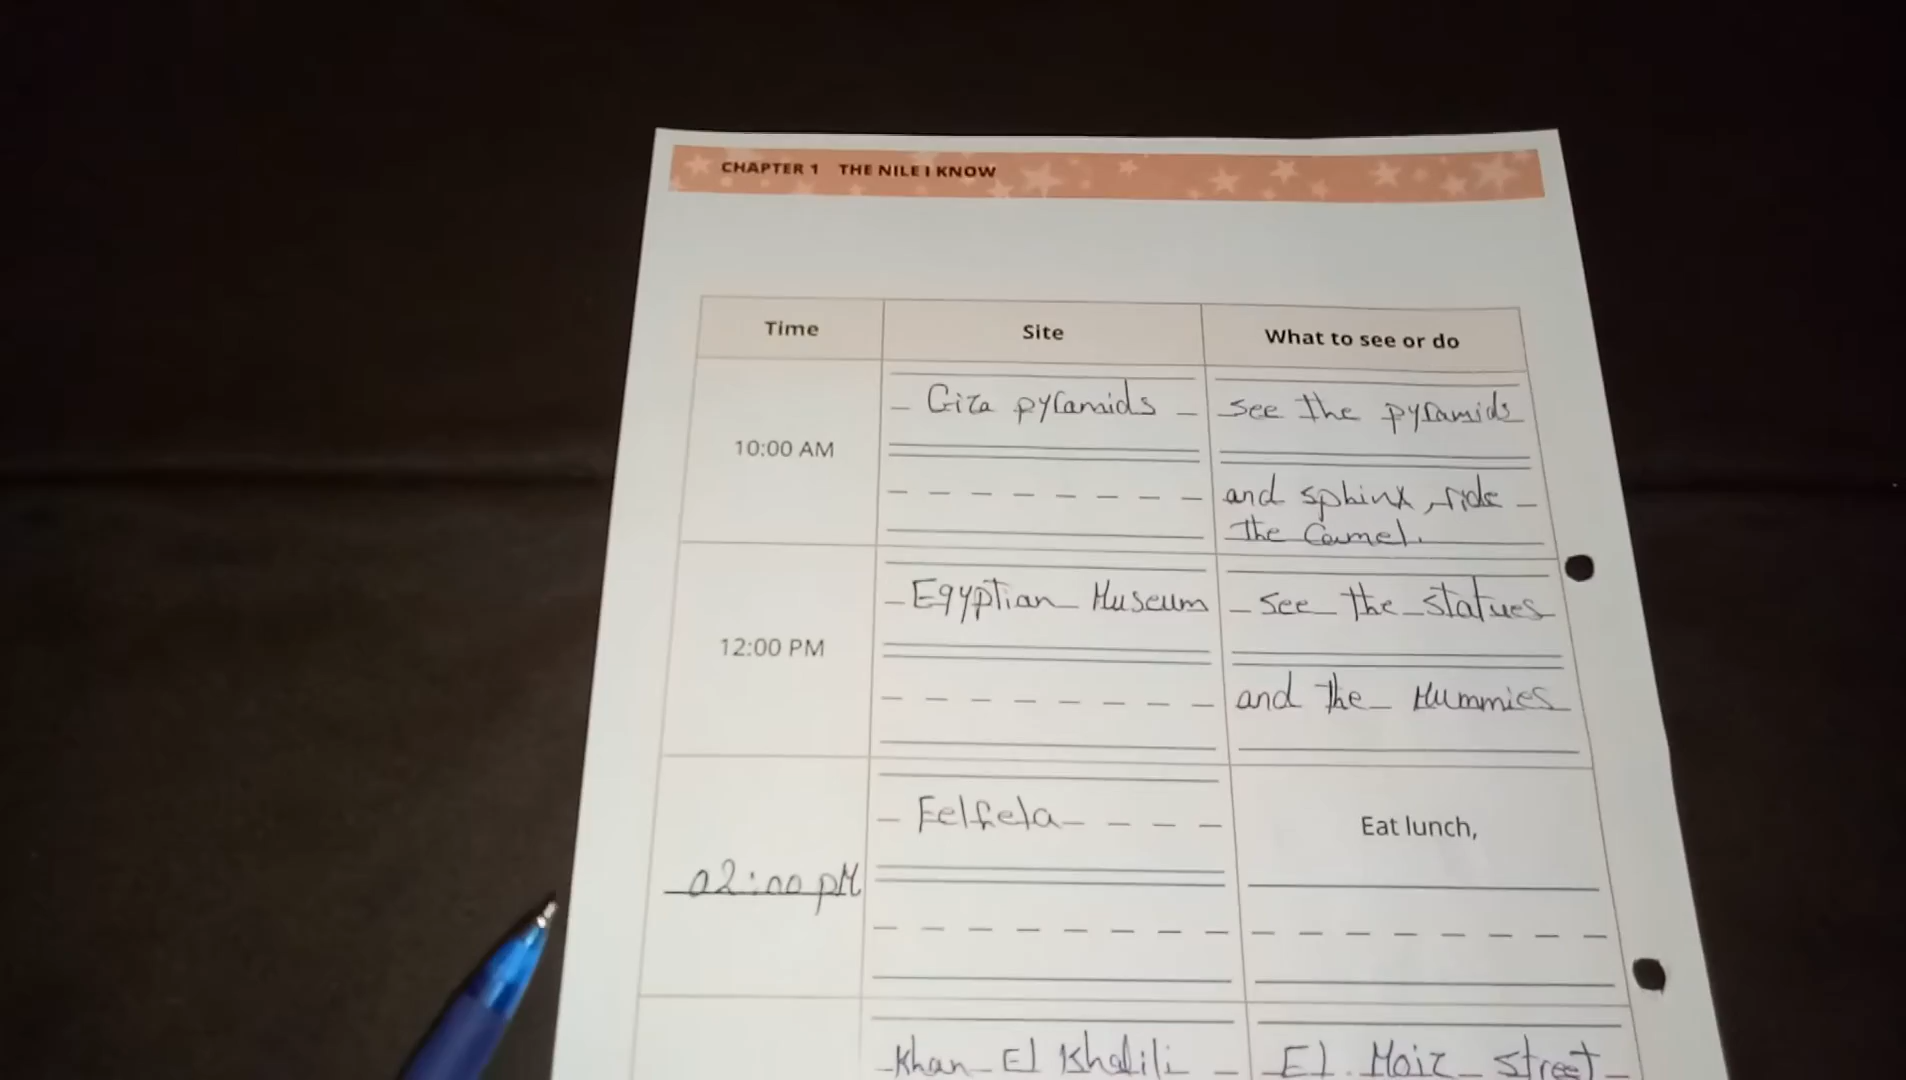 CHAPTER 1 THE NILE I KNOW
Time Site What to see or do
10:00 AM
Giza pyramids
see the pyramids
and sphinx, ride
the Camel.
12:00 PM
Egyptian Museum
see the statues
and the Mummies
02:00 pM
Felfela
Eat lunch,
Khan El Khalili
El. Moiz street